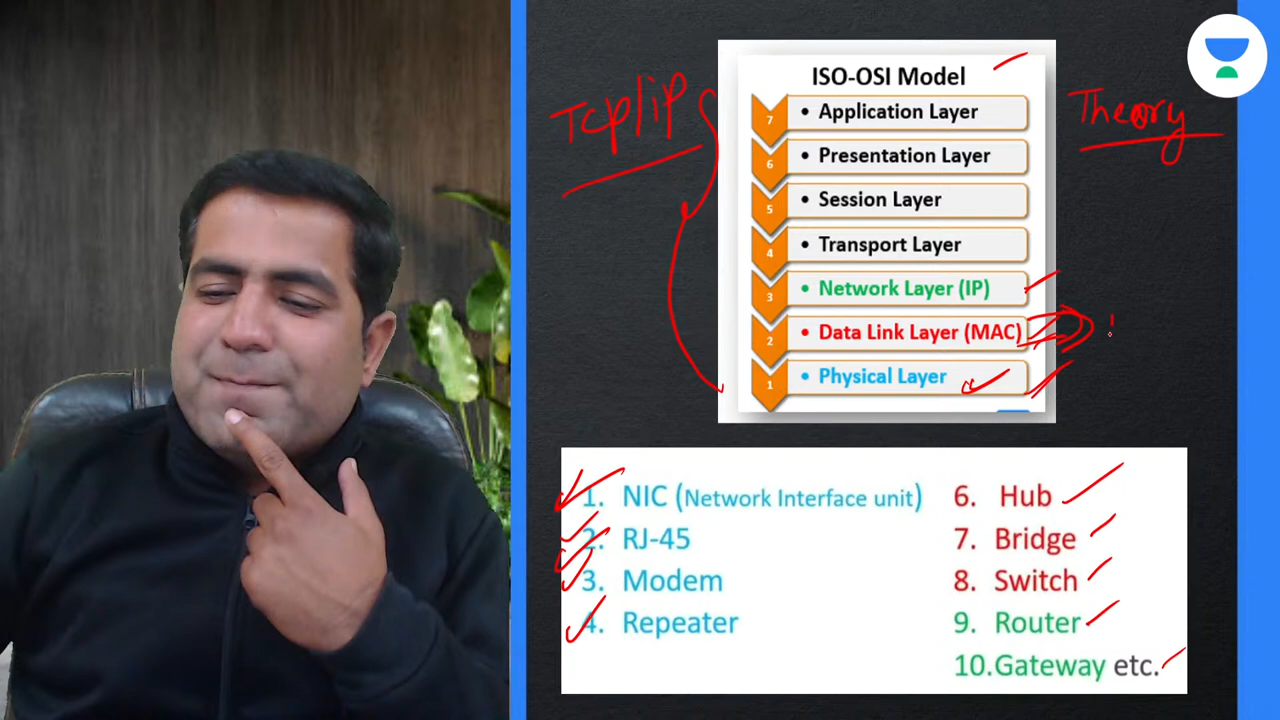 Tcp/ip
Theory
ISO-OSI Model
7 • Application Layer
6 • Presentation Layer
5 • Session Layer
4 • Transport Layer
3 • Network Layer (IP)
2 • Data Link Layer (MAC)
1 • Physical Layer
1. NIC (Network Interface unit)
2. RJ-45
3. Modem
4. Repeater
6. Hub
7. Bridge
8. Switch
9. Router
10.Gateway etc.